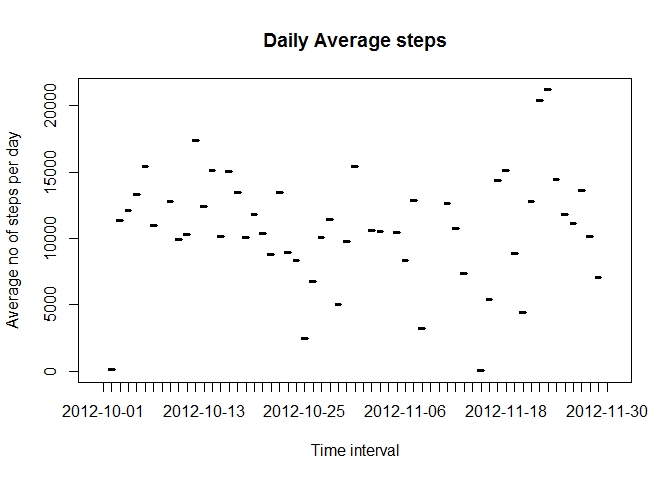 Daily Average steps
Average no of steps per day
20000
15000
10000
5000
0
2012-10-01 2012-10-13 2012-10-25 2012-11-06 2012-11-18 2012-11-30
Time interval